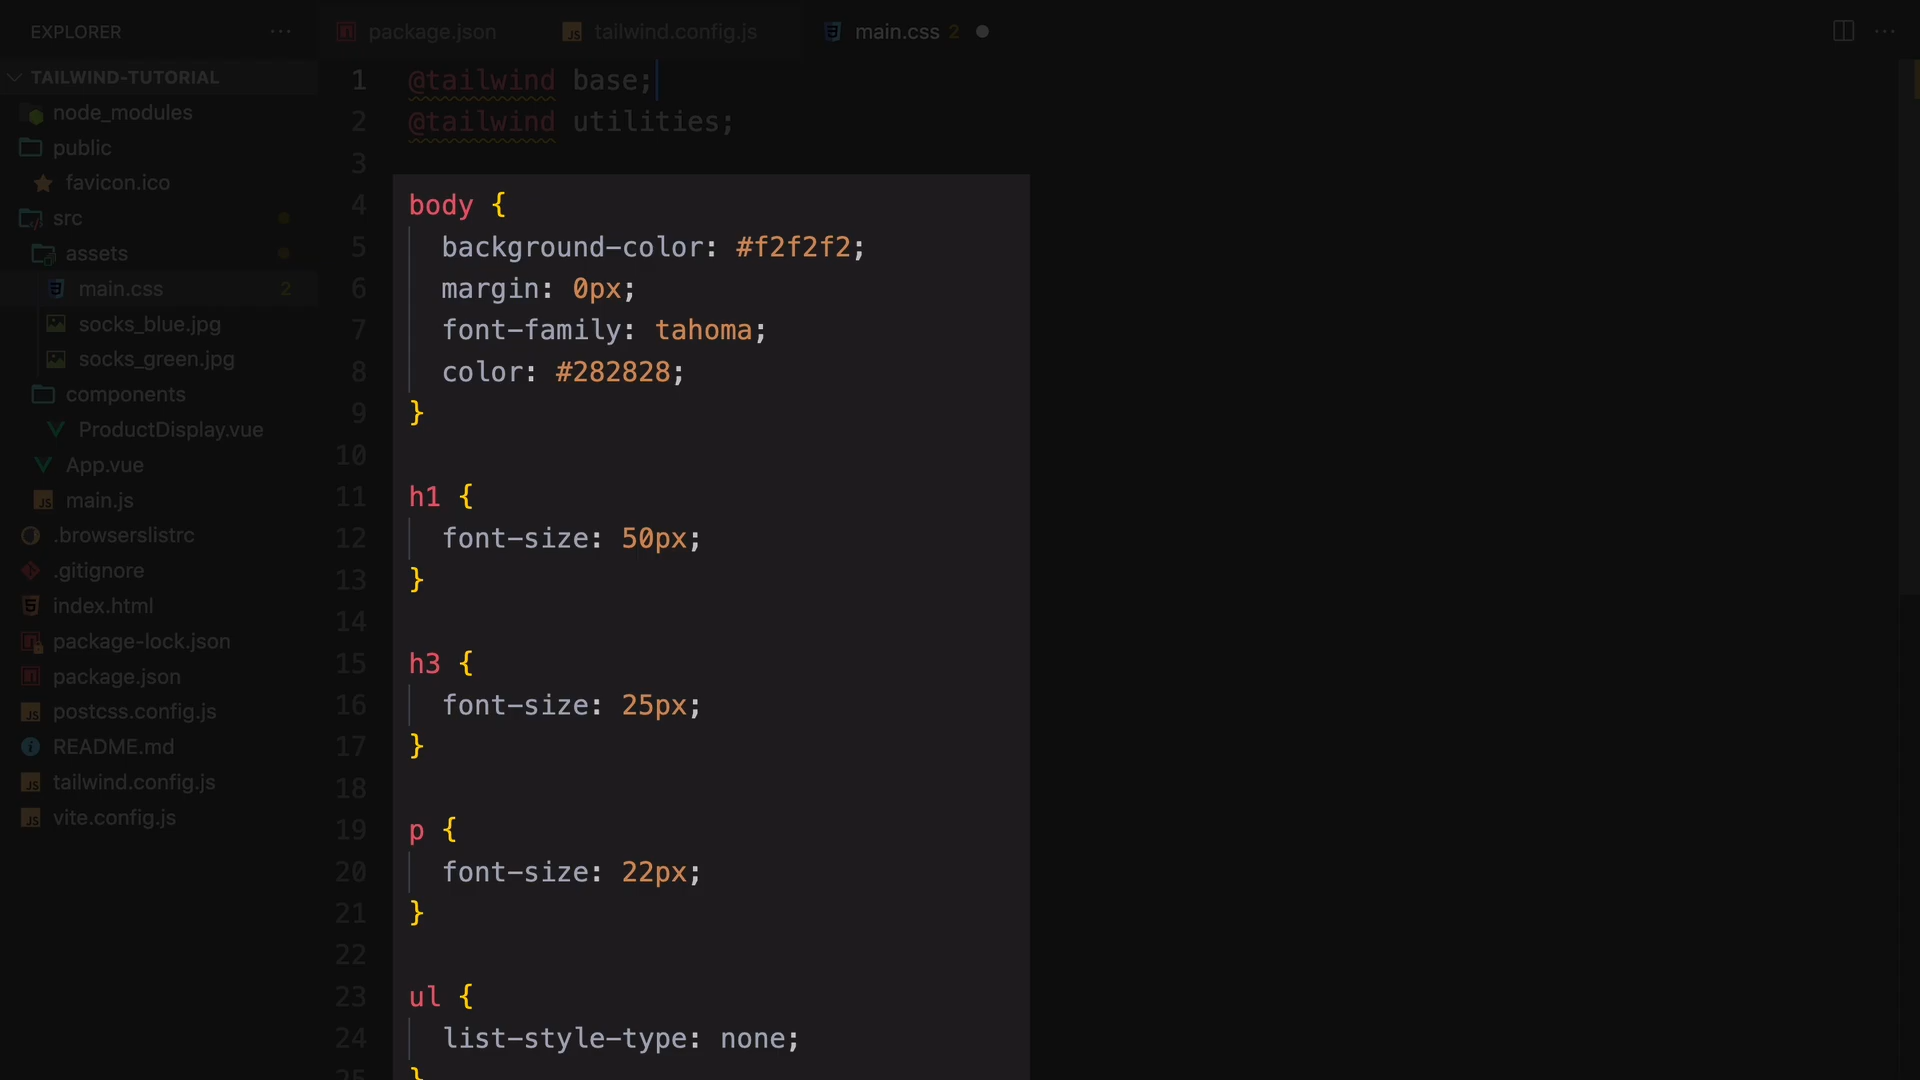 EXPLORER
TAILWIND-TUTORIAL
node_modules
public
favicon.ico
src
assets
main.css 2
socks_blue.jpg
socks_green.jpg
components
ProductDisplay.vue
App.vue
main.js
.browserslistrc
.gitignore
index.html
package-lock.json
package.json
postcss.config.js
README.md
tailwind.config.js
vite.config.js
package.json tailwind.config.js main.css 2
1 @tailwind base;
2 @tailwind utilities;
3
4 body {
5 background-color: #f2f2f2;
6 margin: 0px;
7 font-family: tahoma;
8 color: #282828;
9 }
10
11 h1 {
12 font-size: 50px;
13 }
14
15 h3 {
16 font-size: 25px;
17 }
18
19 p {
20 font-size: 22px;
21 }
22
23 ul {
24 list-style-type: none;
25 }